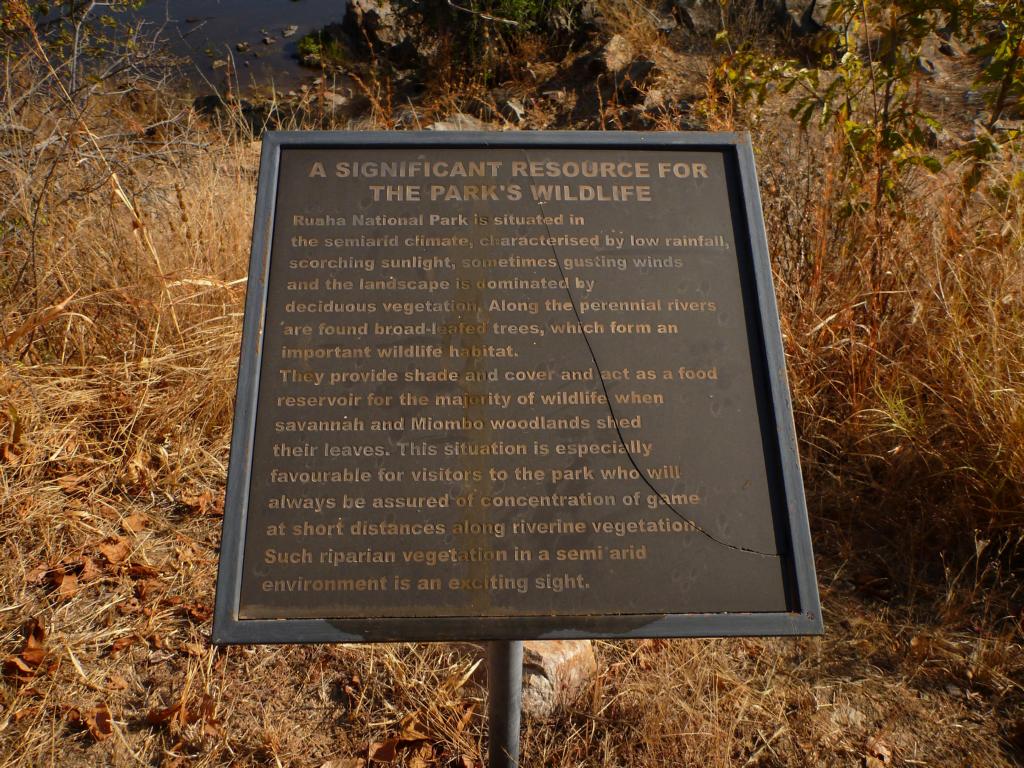 A SIGNIFICANT RESOURCE FOR
THE PARK'S WILDLIFE
Ruaha National Park is situated in
the semiarid climate, characterised by low rainfall,
scorching sunlight, sometimes gusting winds
and the landscape is dominated by
deciduous vegetation. Along the perennial rivers
are found broad-leafed trees, which form an
important wildlife habitat.
They provide shade and cover and act as a food
reservoir for the majority of wildlife when
savannah and Miombo woodlands shed
their leaves. This situation is especially
favourable for visitors to the park who will
always be assured of concentration of game
at short distances along riverine vegetation.
Such riparian vegetation in a semi arid
environment is an exciting sight.